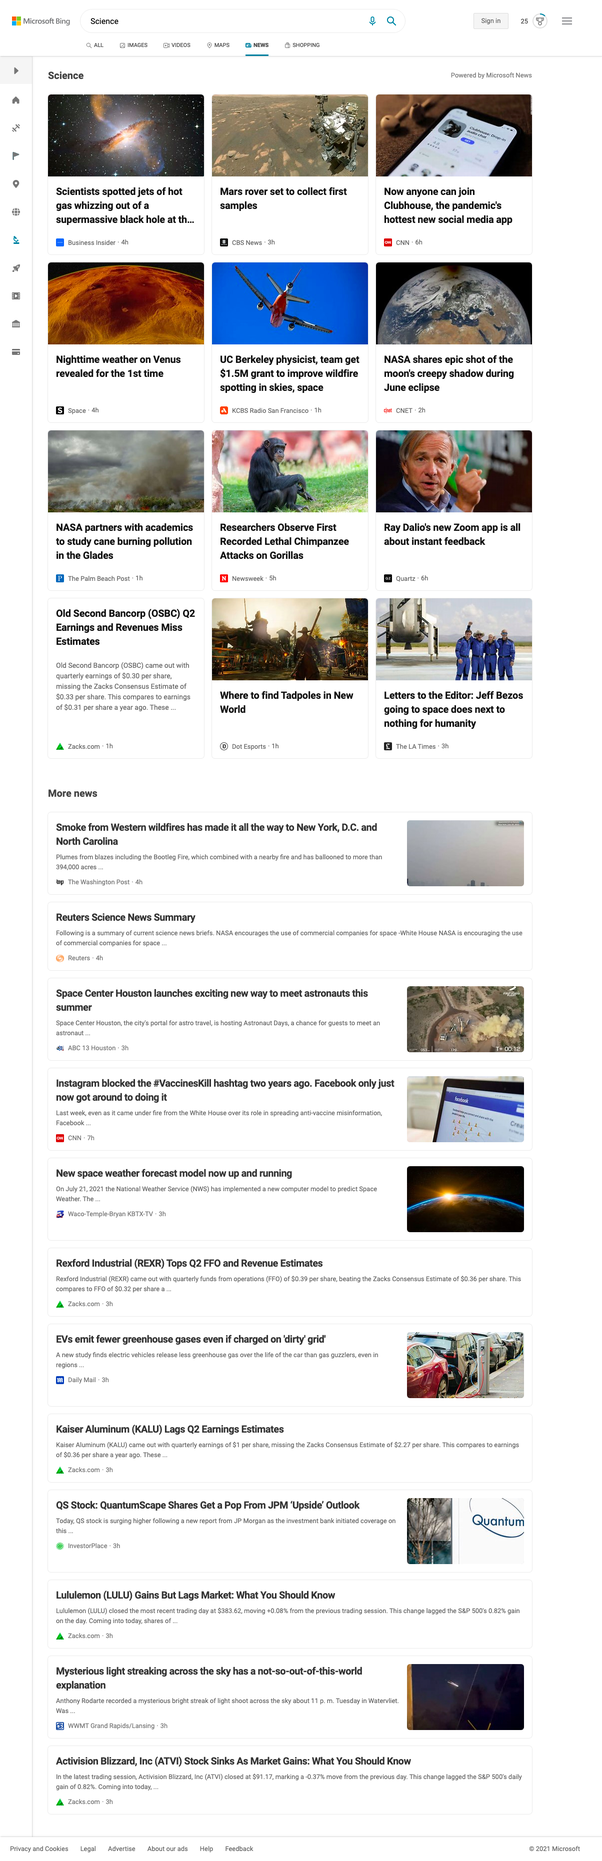 Microsoft Bing
Science
Sign in
25
ALL
IMAGES
VIDEOS
MAPS
NEWS
SHOPPING
Science
Powered by Microsoft News
Scientists spotted jets of hot
gas whizzing out of a
supermassive black hole at th...
Business Insider · 4h
Mars rover set to collect first
samples
CBS News · 3h
Now anyone can join
Clubhouse, the pandemic's
hottest new social media app
CNN · 6h
Nighttime weather on Venus
revealed for the 1st time
Space · 4h
UC Berkeley physicist, team get
$1.5M grant to improve wildfire
spotting in skies, space
KCBS Radio San Francisco · 1h
NASA shares epic shot of the
moon's creepy shadow during
June eclipse
CNET · 2h
NASA partners with academics
to study cane burning pollution
in the Glades
The Palm Beach Post · 1h
Researchers Observe First
Recorded Lethal Chimpanzee
Attacks on Gorillas
Newsweek · 5h
Ray Dalio's new Zoom app is all
about instant feedback
Quartz · 6h
Old Second Bancorp (OSBC) Q2
Earnings and Revenues Miss
Estimates
Old Second Bancorp (OSBC) came out with
quarterly earnings of $0.30 per share,
missing the Zacks Consensus Estimate of
$0.33 per share. This compares to earnings
of $0.31 per share a year ago. These ...
Zacks.com · 1h
Where to find Tadpoles in New
World
Dot Esports · 1h
Letters to the Editor: Jeff Bezos
going to space does next to
nothing for humanity
The LA Times · 3h
More news
Smoke from Western wildfires has made it all the way to New York, D.C. and
North Carolina
Plumes from blazes including the Bootleg Fire, which combined with a nearby fire and has ballooned to more than
394,000 acres ...
The Washington Post · 4h
Reuters Science News Summary
Following is a summary of current science news briefs. NASA encourages the use of commercial companies for space -White House NASA is encouraging the use
of commercial companies for space ...
Reuters · 4h
Space Center Houston launches exciting new way to meet astronauts this
summer
Space Center Houston, the city's portal for astro travel, is hosting Astronaut Days, a chance for guests to meet an
astronaut ...
ABC 13 Houston · 3h
T+ 00:12
Instagram blocked the #VaccinesKill hashtag two years ago. Facebook only just
now got around to doing it
Last week, even as it came under fire from the White House over its role in spreading anti-vaccine misinformation,
Facebook ...
CNN · 7h
facebook
New space weather forecast model now up and running
On July 21, 2021 the National Weather Service (NWS) has implemented a new computer model to predict Space
Weather. The ...
Waco-Temple-Bryan KBTX-TV · 3h
Rexford Industrial (REXR) Tops Q2 FFO and Revenue Estimates
Rexford Industrial (REXR) came out with quarterly funds from operations (FFO) of $0.39 per share, beating the Zacks Consensus Estimate of $0.36 per share. This
compares to FFO of $0.32 per share a ...
Zacks.com · 3h
EVs emit fewer greenhouse gases even if charged on 'dirty' grid'
A new study finds electric vehicles release less greenhouse gas over the life of the car than gas guzzlers, even in
regions ...
Daily Mail · 3h
Kaiser Aluminum (KALU) Lags Q2 Earnings Estimates
Kaiser Aluminum (KALU) came out with quarterly earnings of $1 per share, missing the Zacks Consensus Estimate of $2.27 per share. This compares to earnings
of $0.36 per share a year ago. These ...
Zacks.com · 3h
QS Stock: QuantumScape Shares Get a Pop From JPM 'Upside' Outlook
Today, QS stock is surging higher following a new report from JP Morgan as the investment bank initiated coverage on
this ...
InvestorPlace · 3h
Quantum
Lululemon (LULU) Gains But Lags Market: What You Should Know
Lululemon (LULU) closed the most recent trading day at $383.62, moving +0.08% from the previous trading session. This change lagged the S&P 500's 0.82% gain
on the day. Coming into today, shares of ...
Zacks.com · 3h
Mysterious light streaking across the sky has a not-so-out-of-this-world
explanation
Anthony Rodarte recorded a mysterious bright streak of light shoot across the sky about 11 p. m. Tuesday in Watervliet.
Was ...
WWMT Grand Rapids/Lansing · 3h
Activision Blizzard, Inc (ATVI) Stock Sinks As Market Gains: What You Should Know
In the latest trading session, Activision Blizzard, Inc (ATVI) closed at $91.17, marking a -0.37% move from the previous day. This change lagged the S&P 500's daily
gain of 0.82%. Coming into today, ...
Zacks.com · 3h
Privacy and Cookies
Legal
Advertise
About our ads
Help
Feedback
© 2021 Microsoft